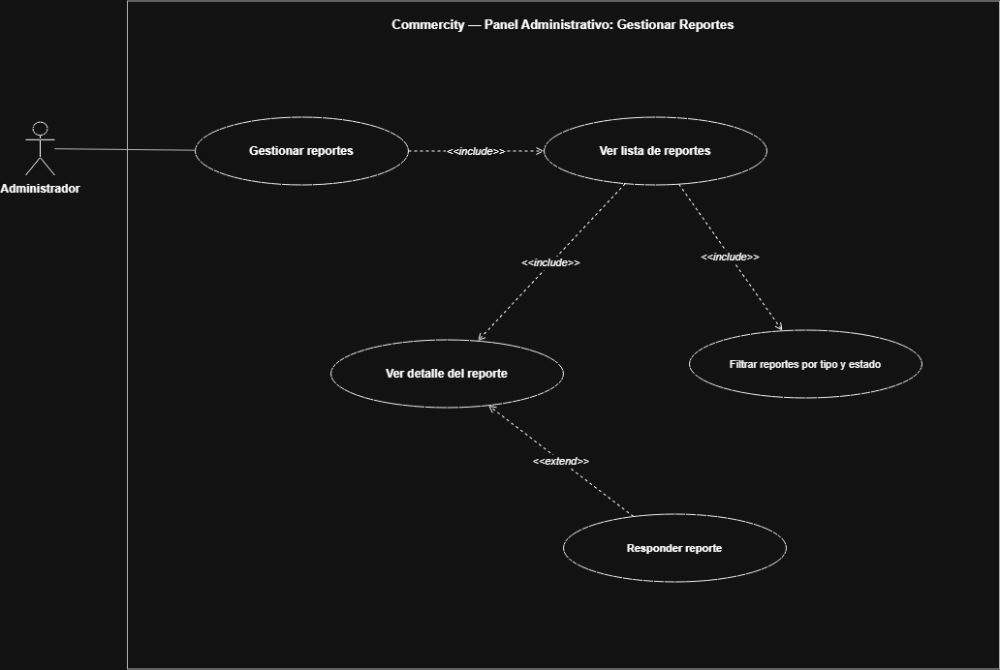 Commercity — Panel Administrativo: Gestionar Reportes
Administrador
Gestionar reportes
<<include>>
Ver lista de reportes
<<include>>
<<include>>
Ver detalle del reporte
Filtrar reportes por tipo y estado
<<extend>>
Responder reporte